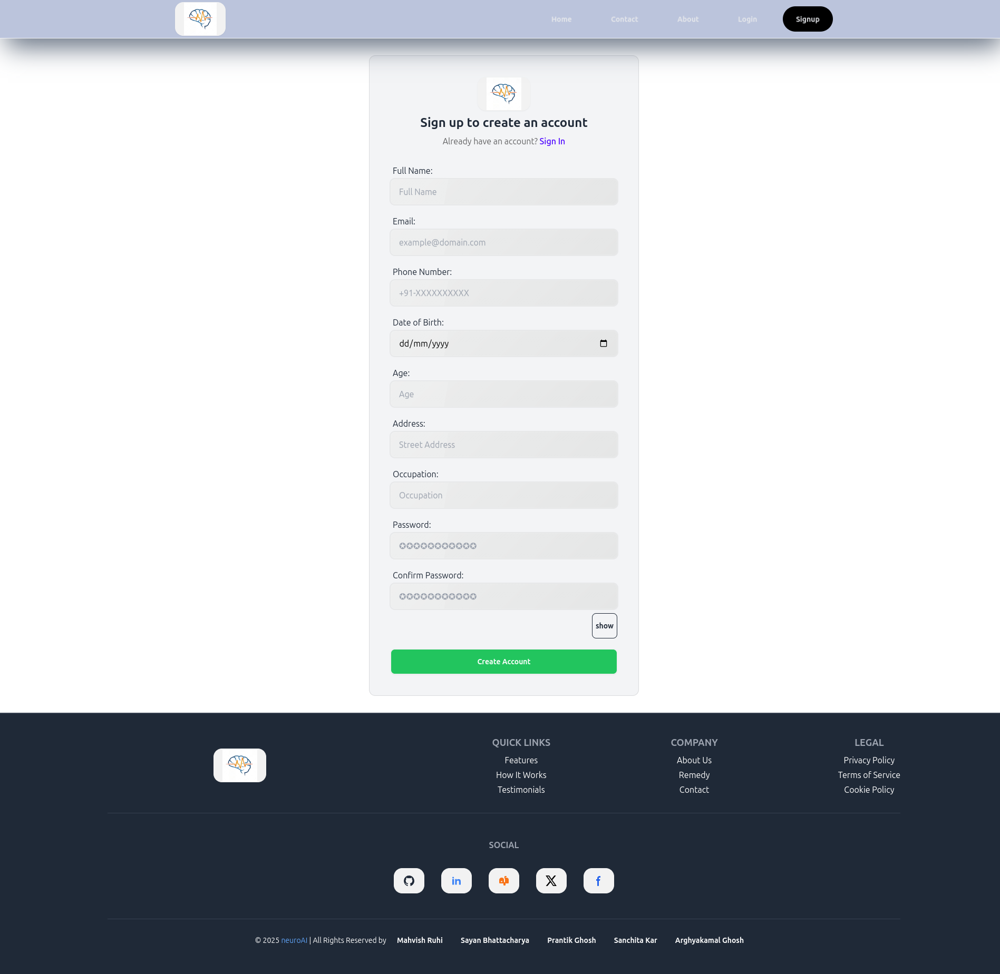 Home Contact About Login Signup
Sign up to create an account
Already have an account? Sign In
Full Name:
Full Name
Email:
example@domain.com
Phone Number:
+91-XXXXXXXXXX
Date of Birth:
dd/mm/yyyy
Age:
Age
Address:
Street Address
Occupation:
Occupation
Password:
✪✪✪✪✪✪✪✪✪✪✪
Confirm Password:
✪✪✪✪✪✪✪✪✪✪✪
show
Create Account
QUICK LINKS
Features
How It Works
Testimonials
COMPANY
About Us
Remedy
Contact
LEGAL
Privacy Policy
Terms of Service
Cookie Policy
SOCIAL
© 2025 neuroAI | All Rights Reserved by Mahvish Ruhi Sayan Bhattacharya Prantik Ghosh Sanchita Kar Arghyakamal Ghosh